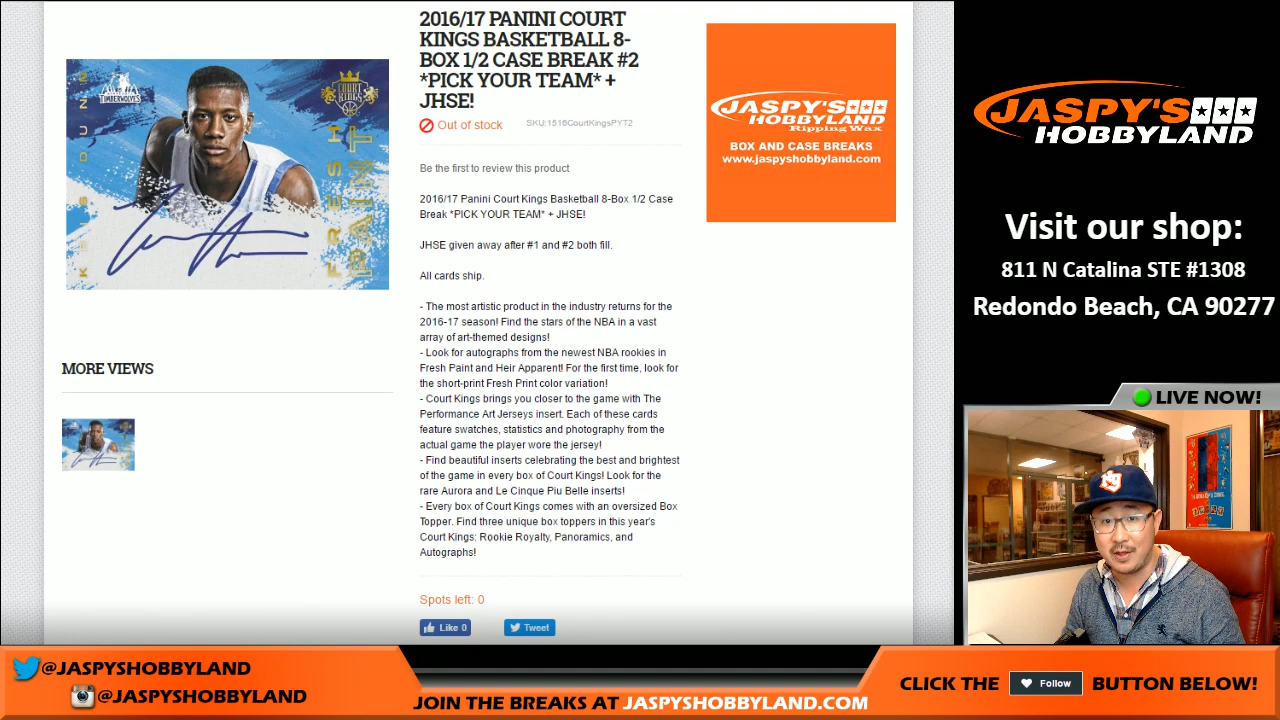 2016/17 PANINI COURT
KINGS BASKETBALL 8-
BOX 1/2 CASE BREAK #2
*PICK YOUR TEAM* +
JHSE!
Out of stock
SKU:1516CourtKingsPYT2
Be the first to review this product
2016/17 Panini Court Kings Basketball 8-Box 1/2 Case
Break *PICK YOUR TEAM* + JHSE!
JHSE given away after #1 and #2 both fill.
All cards ship.
- The most artistic product in the industry returns for the
2016-17 season! Find the stars of the NBA in a vast
array of art-themed designs!
- Look for autographs from the newest NBA rookies in
Fresh Paint and Heir Apparent! For the first time, look for
the short-print Fresh Print color variation!
- Court Kings brings you closer to the game with The
Performance Art Jerseys insert. Each of these cards
feature swatches, statistics and photography from the
actual game the player wore the jersey!
- Find beautiful inserts celebrating the best and brightest
of the game in every box of Court Kings! Look for the
rare Aurora and Le Cinque Piu Belle inserts!
- Every box of Court Kings comes with an oversized Box
Topper. Find three unique box toppers in this year's
Court Kings: Rookie Royalty, Panoramics, and
Autographs!
Spots left: 0
Like 0
Tweet
TIMBERWOLVES
COURT
KINGS
KRIS DUNN
FRESH
PAINT
MORE VIEWS
JASPY'S
HOBBYLAND
Ripping Wax
BOX AND CASE BREAKS
www.jaspyshobbyland.com
JASPY'S
HOBBYLAND
Visit our shop:
811 N Catalina STE #1308
Redondo Beach, CA 90277
LIVE NOW!
@JASPYSHOBBYLAND
@JASPYSHOBBYLAND
JOIN THE BREAKS AT JASPYSHOBBYLAND.COM
CLICK THE Follow BUTTON BELOW!